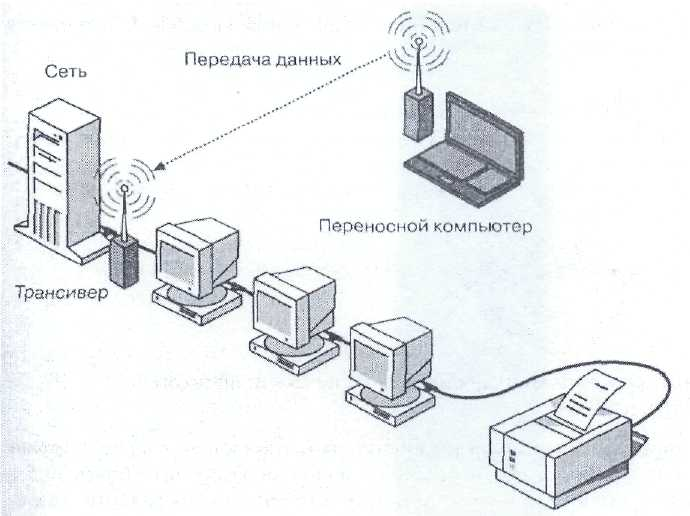 Сеть
Передача данных
Переносной компьютер
Трансивер